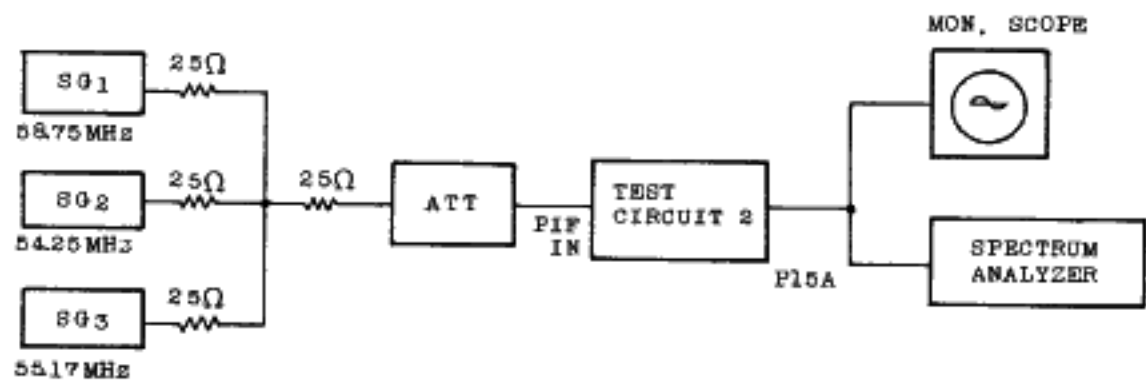 MON. SCOPE
25Ω
SG1
58.75MHz
25Ω
25Ω
SG2
ATT
TEST
CIRCUIT 2
PIF
IN
54.25MHz
SPECTRUM
ANALYZER
P15A
25Ω
SG3
55.17MHz